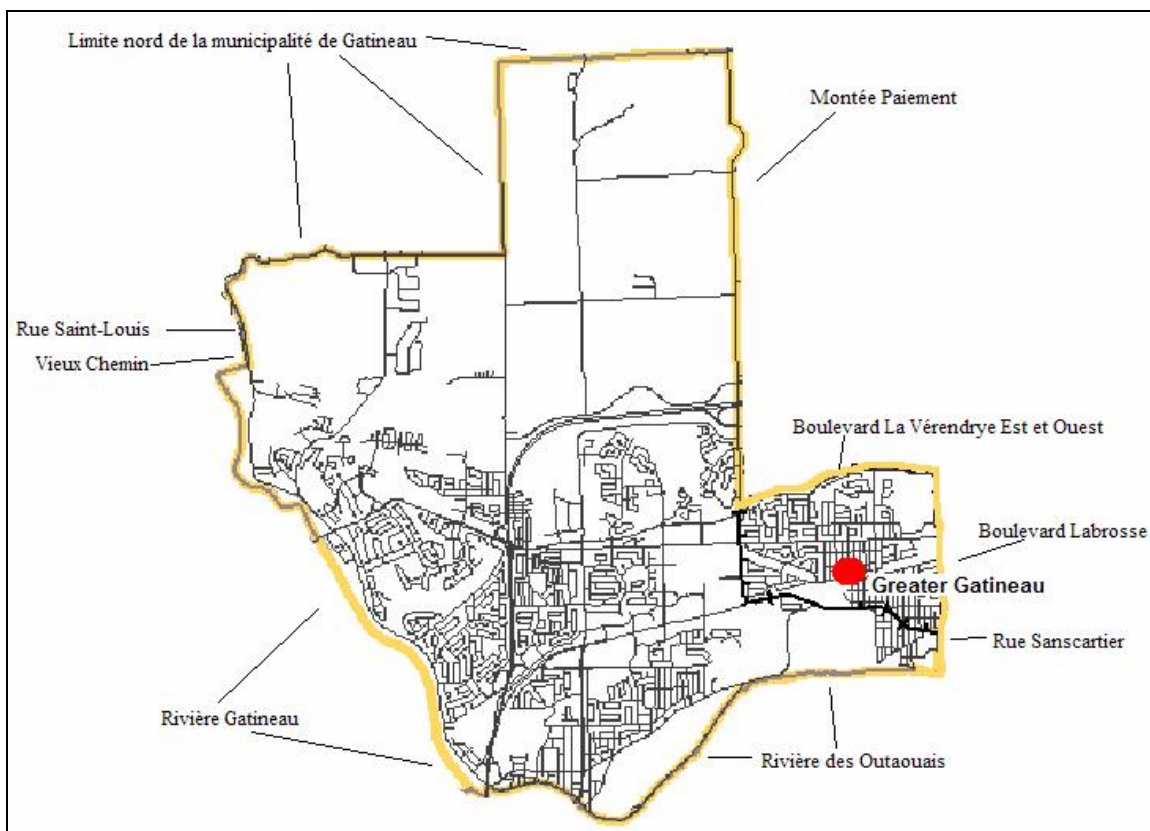 Limite nord de la municipalité de Gatineau
Montée Paiement
Rue Saint-Louis
Vieux Chemin
Boulevard La Vérendrye Est et Ouest
Boulevard Labrosse
Greater Gatineau
Rue Sanscartier
Rivière Gatineau
Rivière des Outaouais